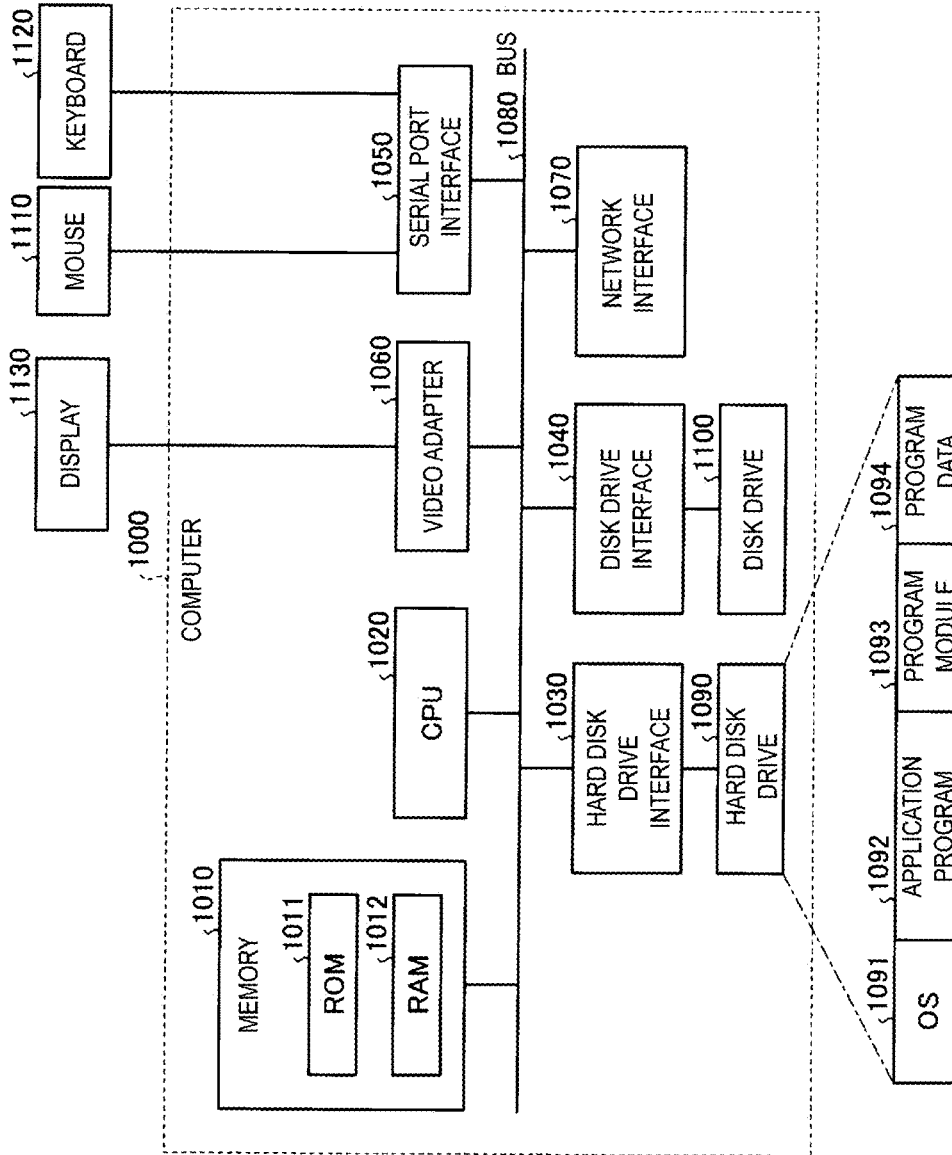 1130
DISPLAY
1110
MOUSE
1120
KEYBOARD
1000
COMPUTER
1010
MEMORY
1011
ROM
1012
RAM
1020
CPU
1060
VIDEO ADAPTER
1050
SERIAL PORT
INTERFACE
1080 BUS
1030
HARD DISK
DRIVE
INTERFACE
1040
DISK DRIVE
INTERFACE
1070
NETWORK
INTERFACE
1090
HARD DISK
DRIVE
1100
DISK DRIVE
1091
OS
1092
APPLICATION
PROGRAM
1093
PROGRAM
MODULE
1094
PROGRAM
DATA